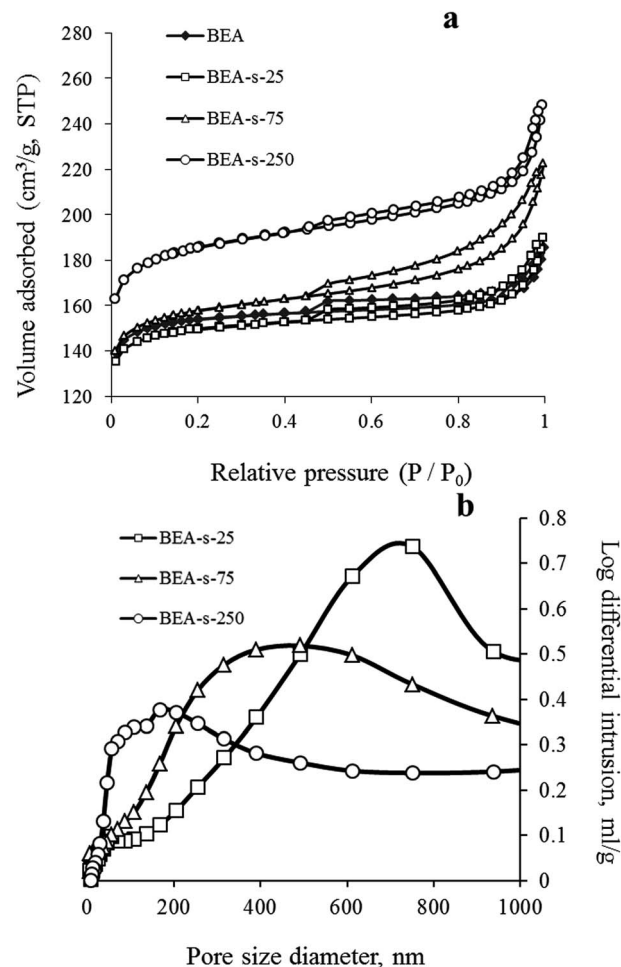 a
BEA
BEA-s-25
BEA-s-75
BEA-s-250
Volume adsorbed (cm³/g, STP)
280
260
240
220
200
180
160
140
120
0
0.2
0.4
0.6
0.8
1
Relative pressure (P / P₀)
b
BEA-s-25
BEA-s-75
BEA-s-250
0.8
0.7
0.6
0.5
0.4
0.3
0.2
0.1
0
Log differential intrusion, ml/g
0
200
400
600
800
1000
Pore size diameter, nm